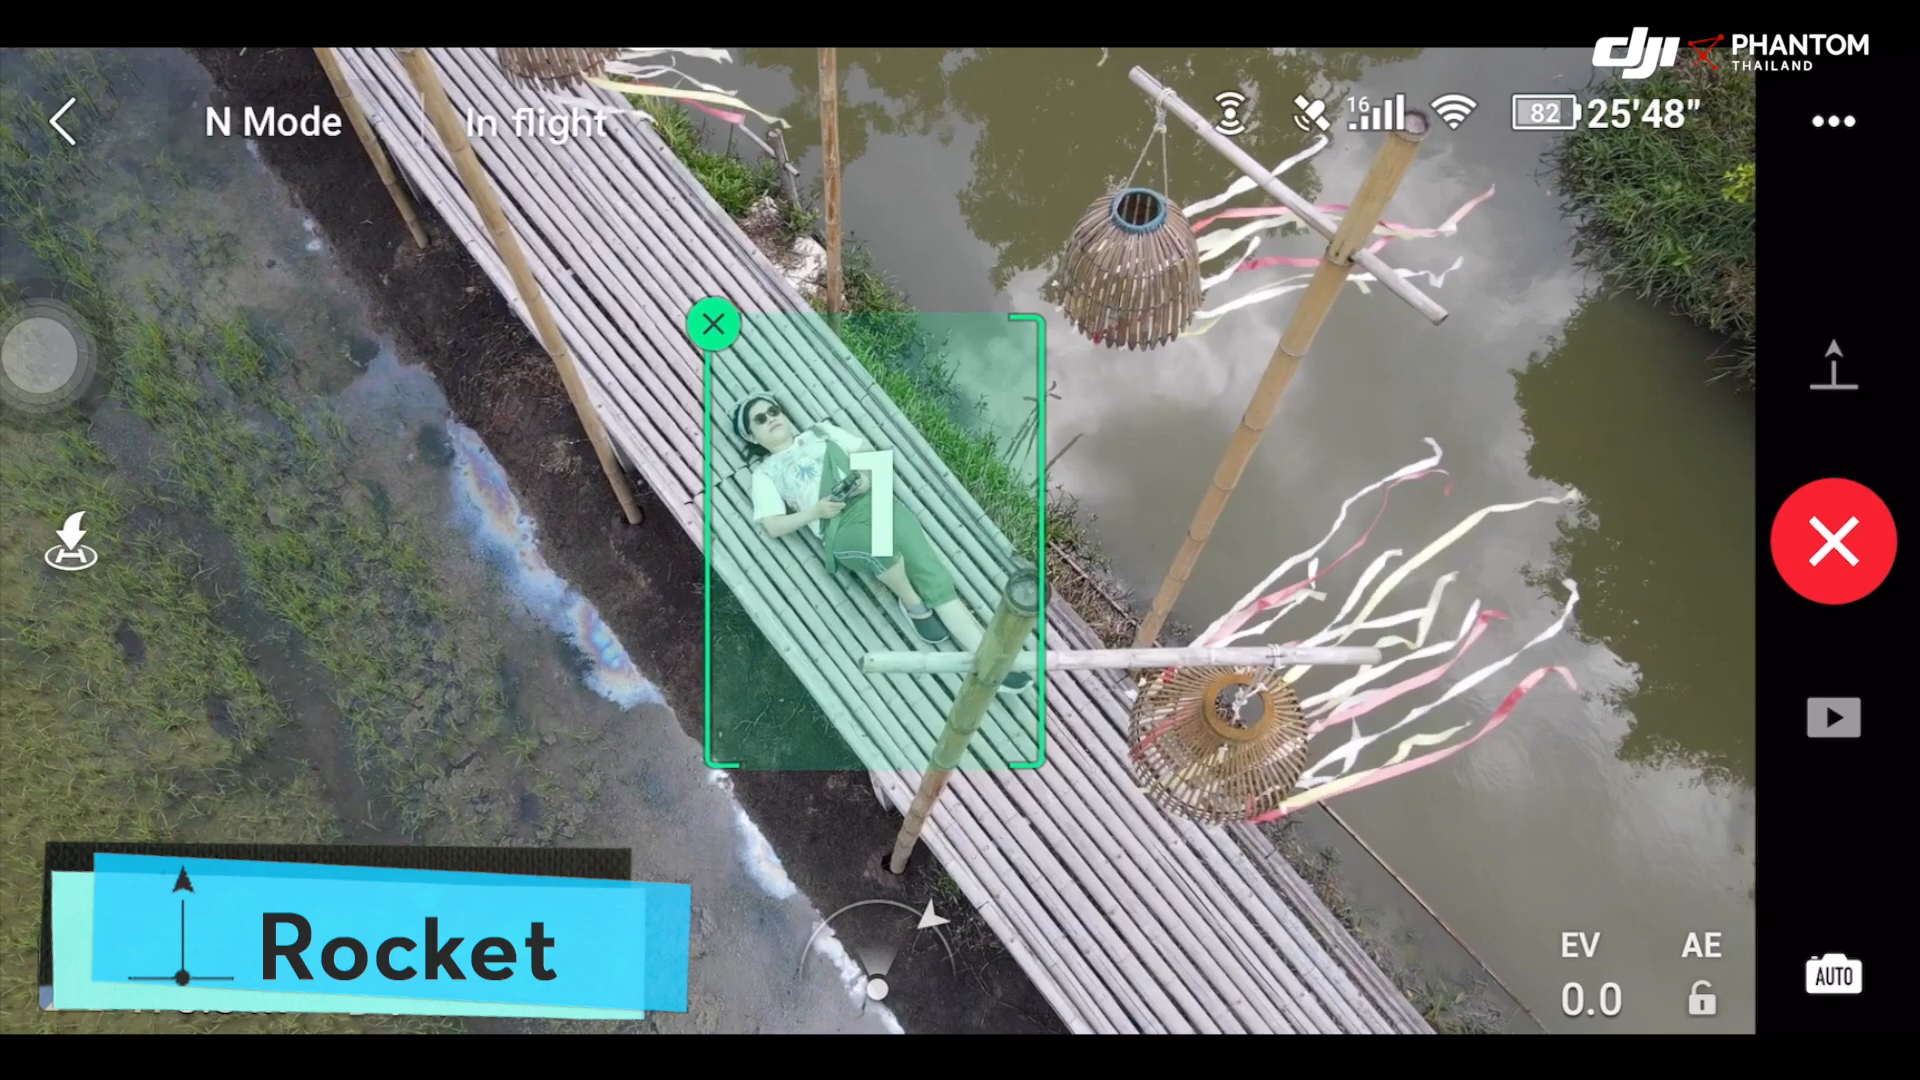 dji PHANTOM
THAILAND
N Mode
In flight
16
82
25'48"
1
Rocket
EV
AE
0.0
AUTO